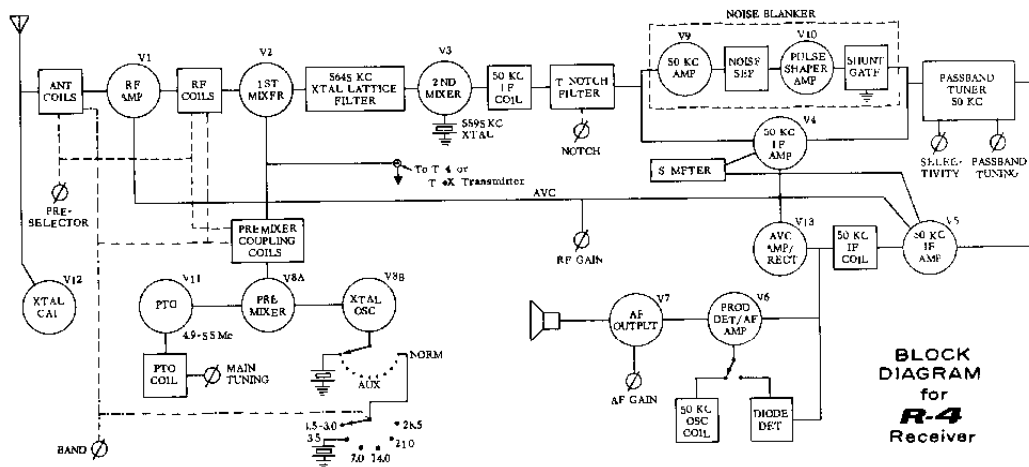 NOISE BLANKER
V1
ANT
COILS
RF
AMP
RF
COILS
V2
1ST
MIXER
5645 KC
XTAL LATTICE
FILTER
V3
2ND
MIXER
5595 KC
XTAL
50 KC
IF
COIL
T NOTCH
FILTER
NOTCH
V9
50 KC
AMP
NOISE
SEP
V10
PULSE
SHAPER
AMP
SHUNT
GATE
PASSBAND
TUNER
50 KC
SELEC-
TIVITY
PASSBAND
TUNING
V4
50 KC
IF
AMP
S METER
To T 4 or
T 4X Transmitter
AVC
PRE-
SELECTOR
PREMIXER
COUPLING
COILS
RF GAIN
V13
AVC
AMP/
RECT
50 KC
IF
COIL
V5
50 KC
IF
AMP
V12
XTAL
CAL
V11
PTO
4.9-5.5 Mc
V8A
PRE
MIXER
V8B
XTAL
OSC
PTO
COIL
MAIN
TUNING
NORM
AUX
V7
AF
OUTPUT
AF GAIN
V6
PROD
DET/AF
AMP
50 KC
OSC
COIL
DIODE
DET
BAND
1.5-3.0
3.5
7.0
14.0
21.0
28.5
BLOCK
DIAGRAM
for
R-4
Receiver